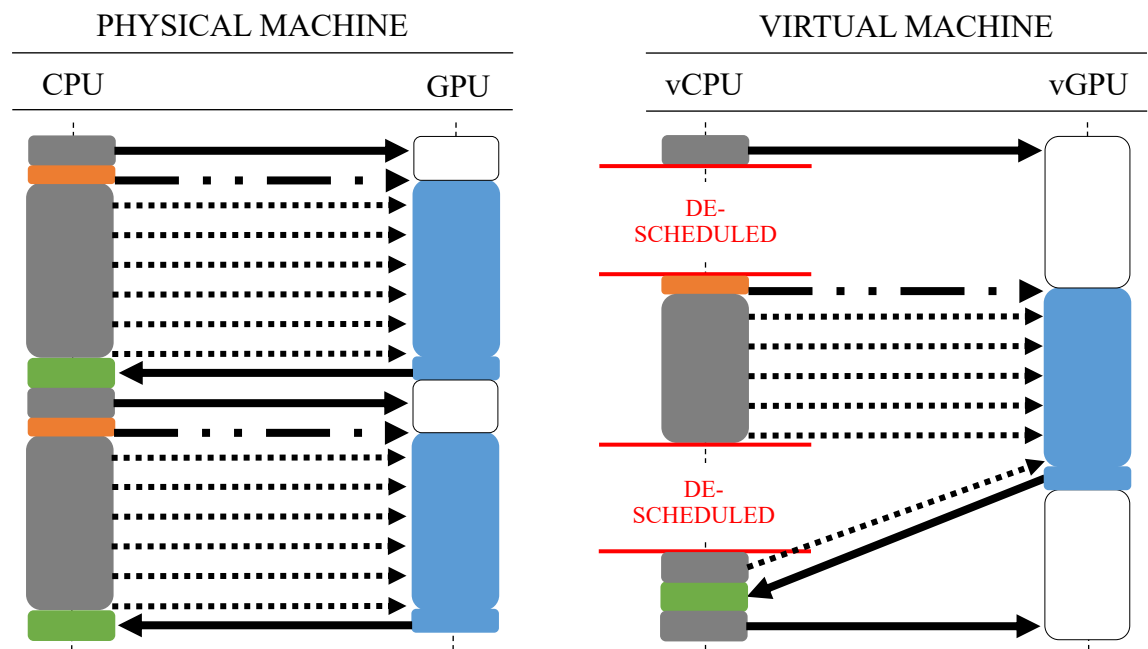 PHYSICAL MACHINE
CPU
GPU
VIRTUAL MACHINE
vCPU
vGPU
DE-
SCHEDULED
DE-
SCHEDULED